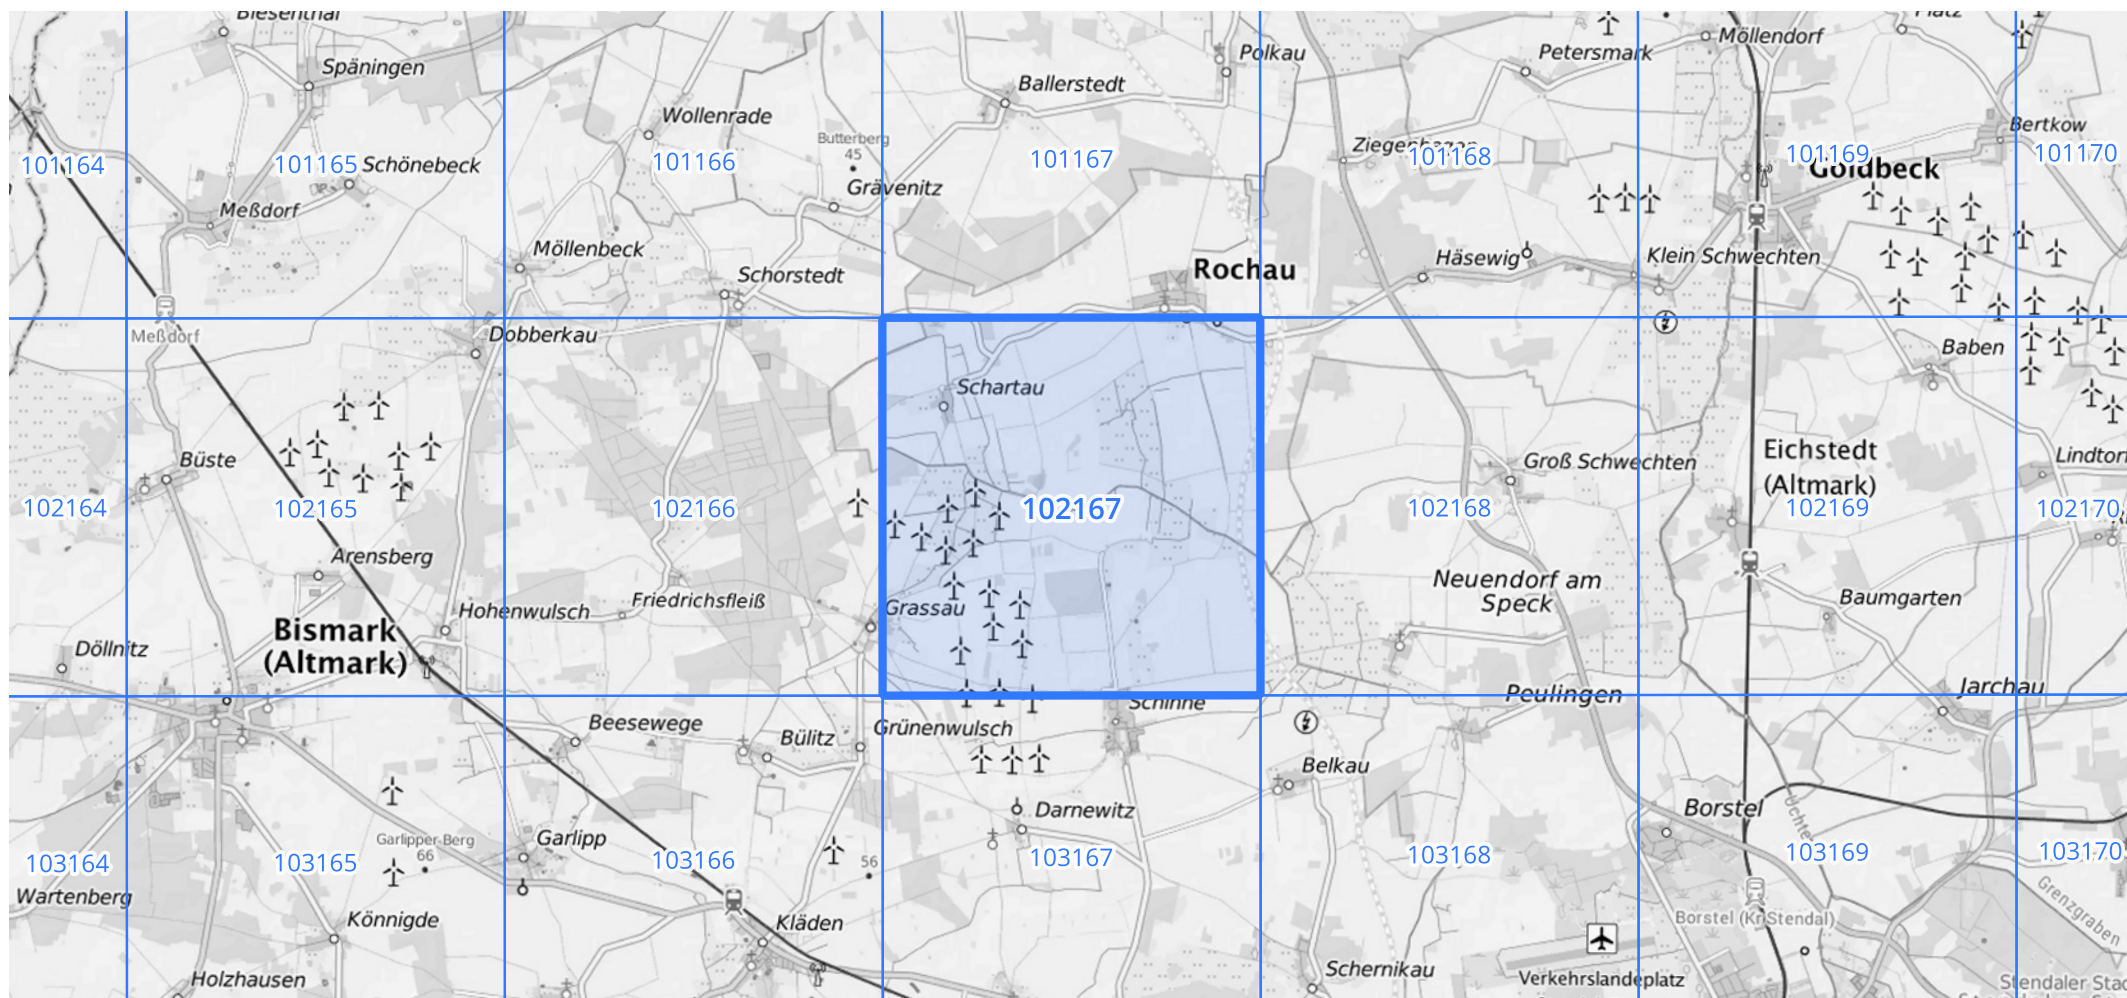 Biesenthal
Späningen
Ballerstedt
Polkau
Petersmark
Möllendorf
Wollenrade
Butterberg
45
Ziegenhagen
Bertkow
101164
101165
Schönebeck
101166
101167
101168
101169
Goldbeck
101170
Grävenitz
Meßdorf
Möllenbeck
Schorstedt
Rochau
Häsewig
Klein Schwechten
Meßdorf
Dobberkau
Schartau
Baben
Büste
Eichstedt
(Altmark)
Groß Schwechten
102164
102165
102166
102167
102168
102169
102170
Arensberg
Hohenwulsch
Friedrichsfleiß
Grassau
Neuendorf am
Speck
Baumgarten
Bismark
(Altmark)
Döllnitz
Peulingen
Jarchau
Schinne
Beesewege
Bülitz
Grünenwulsch
Belkau
Darnewitz
Borstel
Uchte
Garlipper Berg
66
Garlipp
56
103164
103165
103166
103167
103168
103169
103170
Wartenberg
Könnigde
Kläden
Borstel (Kr Stendal)
Grenzgraben
Holzhausen
Schernikau
Verkehrslandeplatz